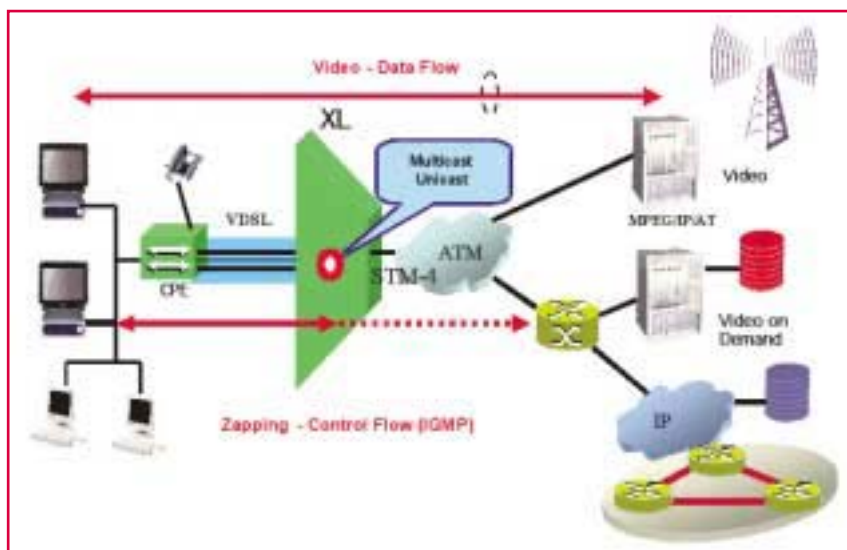 Video - Data Flow
XL
Multicast
Unicast
Video
VDSL
MPEG/IP/AT
ATM
STM-4
CPE
Video on
Demand
IP
Zapping - Control Flow (IGMP)